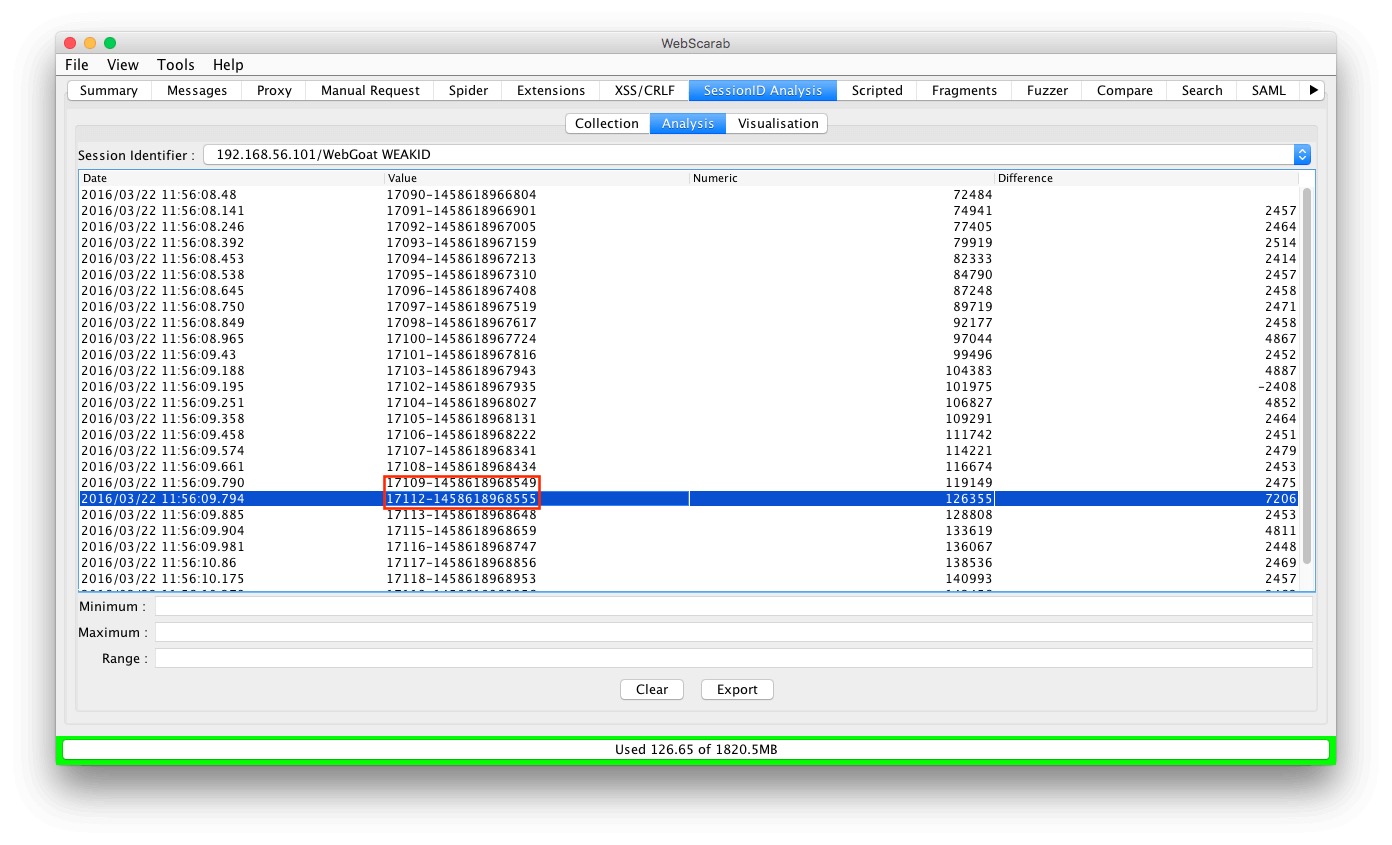 WebScarab
File View Tools Help
Summary Messages Proxy Manual Request Spider Extensions XSS/CRLF SessionID Analysis Scripted Fragments Fuzzer Compare Search SAML
Collection Analysis Visualisation
Session Identifier : 192.168.56.101/WebGoat WEAKID
Date Value Numeric Difference
2016/03/22 11:56:08.48 17090-1458618966804 72484
2016/03/22 11:56:08.141 17091-1458618966901 74941 2457
2016/03/22 11:56:08.246 17092-1458618967005 77405 2464
2016/03/22 11:56:08.392 17093-1458618967159 79919 2514
2016/03/22 11:56:08.453 17094-1458618967213 82333 2414
2016/03/22 11:56:08.538 17095-1458618967310 84790 2457
2016/03/22 11:56:08.645 17096-1458618967408 87248 2458
2016/03/22 11:56:08.750 17097-1458618967519 89719 2471
2016/03/22 11:56:08.849 17098-1458618967617 92177 2458
2016/03/22 11:56:08.965 17100-1458618967724 97044 4867
2016/03/22 11:56:09.43 17101-1458618967816 99496 2452
2016/03/22 11:56:09.188 17103-1458618967943 104383 4887
2016/03/22 11:56:09.195 17102-1458618967935 101975 -2408
2016/03/22 11:56:09.251 17104-1458618968027 106827 4852
2016/03/22 11:56:09.358 17105-1458618968131 109291 2464
2016/03/22 11:56:09.458 17106-1458618968222 111742 2451
2016/03/22 11:56:09.574 17107-1458618968341 114221 2479
2016/03/22 11:56:09.661 17108-1458618968434 116674 2453
2016/03/22 11:56:09.790 17109-1458618968549 119149 2475
2016/03/22 11:56:09.794 17112-1458618968555 126355 7206
2016/03/22 11:56:09.885 17113-1458618968648 128808 2453
2016/03/22 11:56:09.904 17115-1458618968659 133619 4811
2016/03/22 11:56:09.981 17116-1458618968747 136067 2448
2016/03/22 11:56:10.86 17117-1458618968856 138536 2469
2016/03/22 11:56:10.175 17118-1458618968953 140993 2457
Minimum :
Maximum :
Range :
Clear Export
Used 126.65 of 1820.5MB